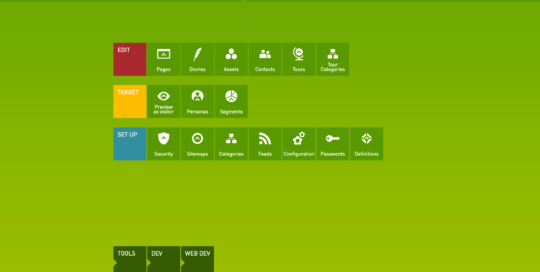 EDIT
Pages
Stories
Assets
Contacts
Tours
Tour
Categories
TARGET
Preview
as visitor
Personas
Segments
SET UP
Security
Sitemaps
Categories
Feeds
Configuration
Passwords
Definitions
TOOLS
DEV
WEB DEV